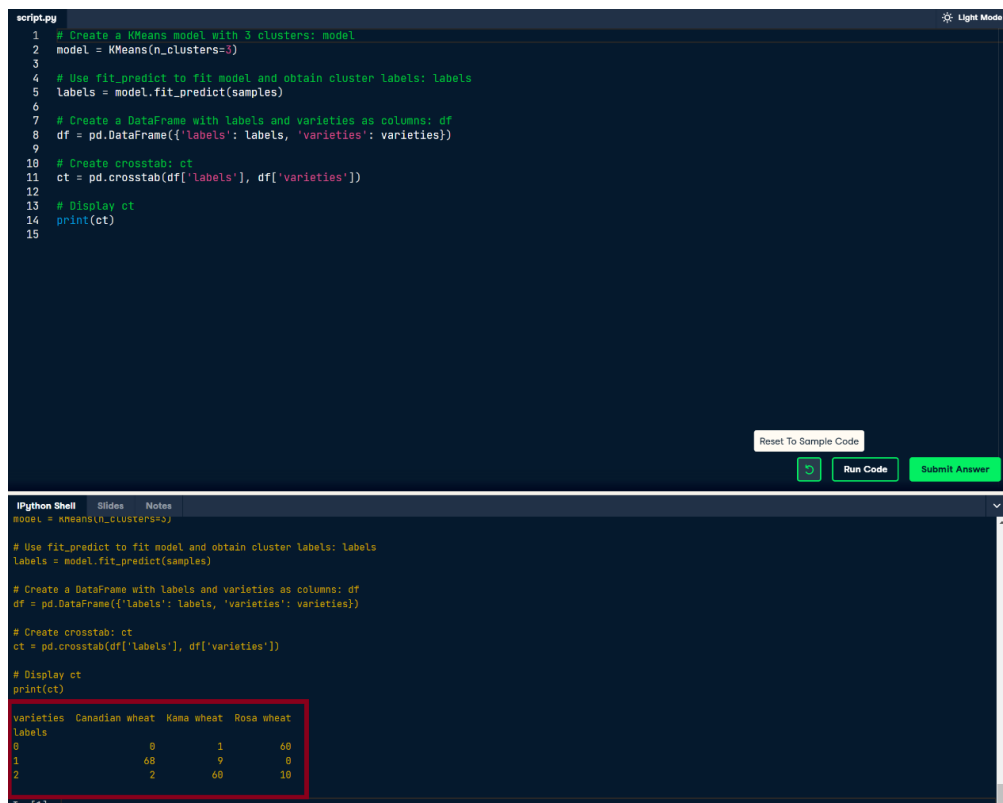 script.py
Light Mode
1 # Create a KMeans model with 3 clusters: model
2 model = KMeans(n_clusters=3)
3
4 # Use fit_predict to fit model and obtain cluster labels: labels
5 labels = model.fit_predict(samples)
6
7 # Create a DataFrame with labels and varieties as columns: df
8 df = pd.DataFrame({'labels': labels, 'varieties': varieties})
9
10 # Create crosstab: ct
11 ct = pd.crosstab(df['labels'], df['varieties'])
12
13 # Display ct
14 print(ct)
15
Reset To Sample Code
Run Code
Submit Answer
IPython Shell Slides Notes
model = KMeans(n_clusters=3)
# Use fit_predict to fit model and obtain cluster labels: labels
labels = model.fit_predict(samples)
# Create a DataFrame with labels and varieties as columns: df
df = pd.DataFrame({'labels': labels, 'varieties': varieties})
# Create crosstab: ct
ct = pd.crosstab(df['labels'], df['varieties'])
# Display ct
print(ct)
varieties Canadian wheat Kama wheat Rosa wheat
labels
0 0 1 60
1 68 9 0
2 2 60 10